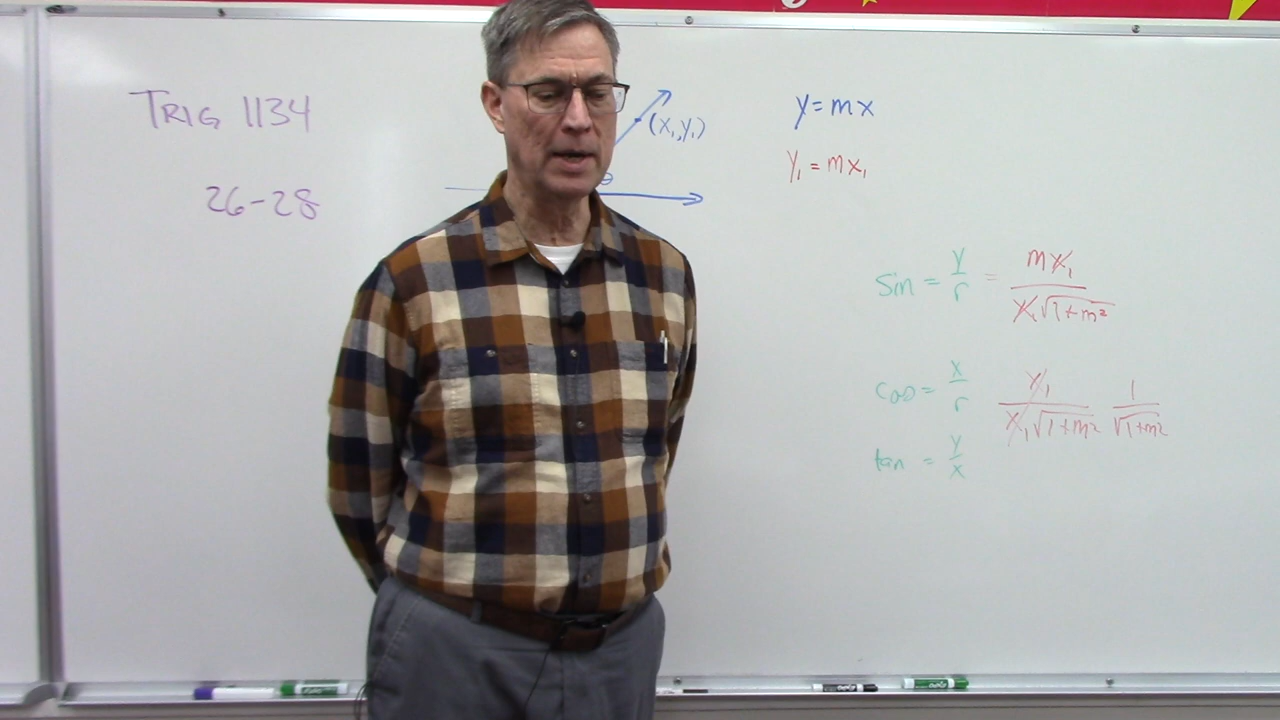 TRIG 1134
26-28
(x₁,y₁)
θ
y=mx
y₁=mx₁
Sin = y/r = mx₁/x₁√1+m²
cos = x/r x₁/x₁√1+m² 1/√1+m²
tan = y/x